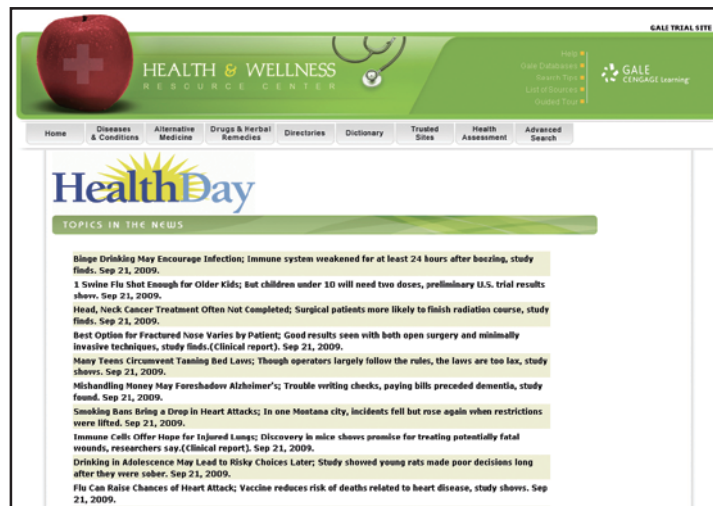 GALE TRIAL SITE
HEALTH & WELLNESS
RESOURCE CENTER
Help
Gale Databases
Search Tips
List of Sources
Guided Tour
GALE
CENGAGE Learning
Home
Diseases & Conditions
Alternative Medicine
Drugs & Herbal Remedies
Directories
Dictionary
Trusted Sites
Health Assessment
Advanced Search
HealthDay
TOPICS IN THE NEWS
Binge Drinking May Encourage Infection; Immune system weakened for at least 24 hours after boozing, study
finds. Sep 21, 2009.
1 Swine Flu Shot Enough for Older Kids; But children under 10 will need two doses, preliminary U.S. trial results
show. Sep 21, 2009.
Head, Neck Cancer Treatment Often Not Completed; Surgical patients more likely to finish radiation course, study
finds. Sep 21, 2009.
Best Option for Fractured Nose Varies by Patient; Good results seen with both open surgery and minimally
invasive techniques, study finds.(Clinical report). Sep 21, 2009.
Many Teens Circumvent Tanning Bed Laws; Though operators largely follow the rules, the laws are too lax, study
shows. Sep 21, 2009.
Mishandling Money May Foreshadow Alzheimer's; Trouble writing checks, paying bills preceded dementia, study
found. Sep 21, 2009.
Smoking Bans Bring a Drop in Heart Attacks; In one Montana city, incidents fell but rose again when restrictions
were lifted. Sep 21, 2009.
Immune Cells Offer Hope for Injured Lungs; Discovery in mice shows promise for treating potentially fatal
wounds, researchers say.(Clinical report). Sep 21, 2009.
Drinking in Adolescence May Lead to Risky Choices Later; Study showed young rats made poor decisions long
after they were sober. Sep 21, 2009.
Flu Can Raise Chances of Heart Attack; Vaccine reduces risk of deaths related to heart disease, study shows. Sep
21, 2009.